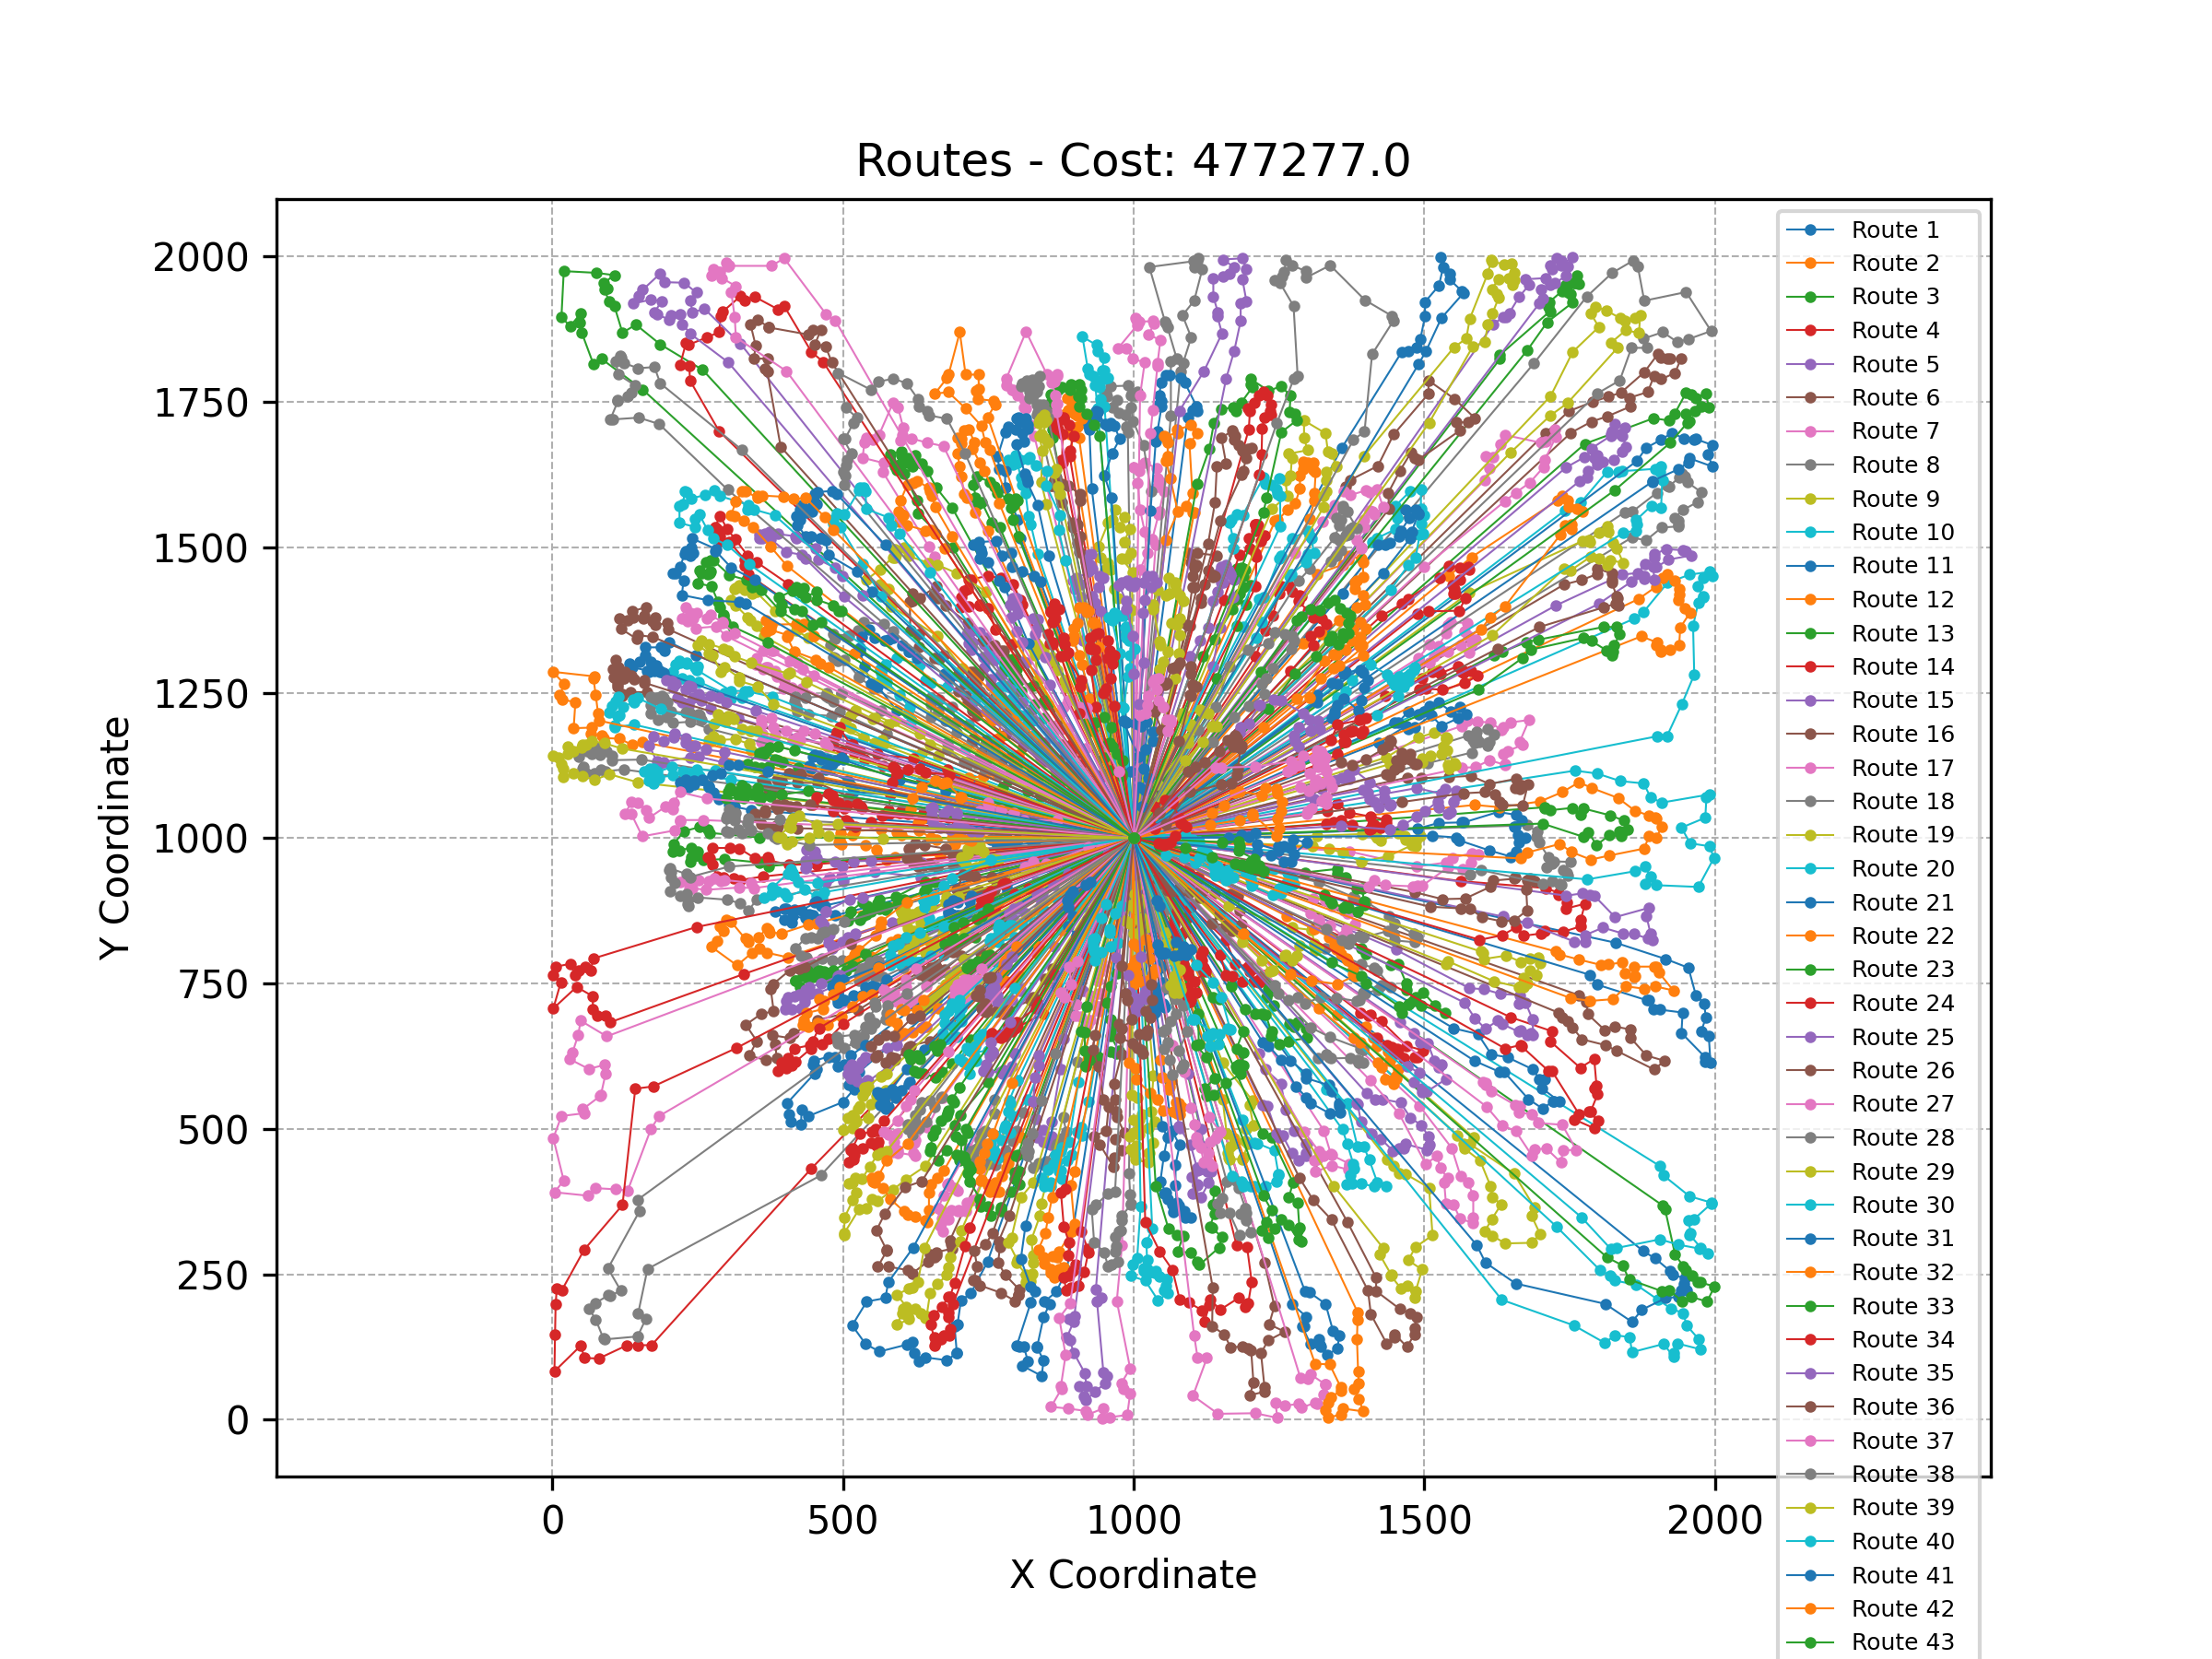 Routes - Cost: 477277.0
2000
1750
1500
1250
1000
750
500
250
0
Y Coordinate
0
500
1000
1500
2000
X Coordinate
Route 1
Route 2
Route 3
Route 4
Route 5
Route 6
Route 7
Route 8
Route 9
Route 10
Route 11
Route 12
Route 13
Route 14
Route 15
Route 16
Route 17
Route 18
Route 19
Route 20
Route 21
Route 22
Route 23
Route 24
Route 25
Route 26
Route 27
Route 28
Route 29
Route 30
Route 31
Route 32
Route 33
Route 34
Route 35
Route 36
Route 37
Route 38
Route 39
Route 40
Route 41
Route 42
Route 43